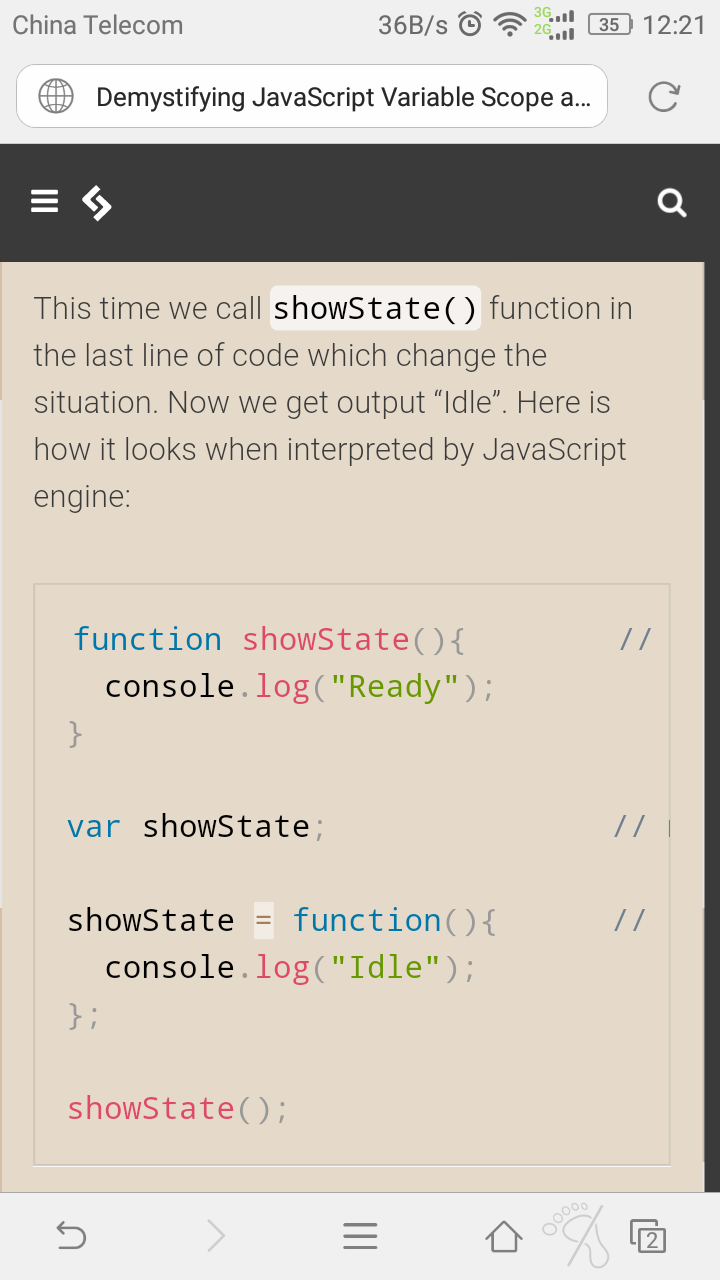 China Telecom 36B/s 3G 2G 35 12:21
Demystifying JavaScript Variable Scope a...
This time we call showState() function in
the last line of code which change the
situation. Now we get output “Idle”. Here is
how it looks when interpreted by JavaScript
engine:
function showState(){ //
console.log("Ready");
}
var showState; //
showState = function(){ //
console.log("Idle");
};
showState();
2